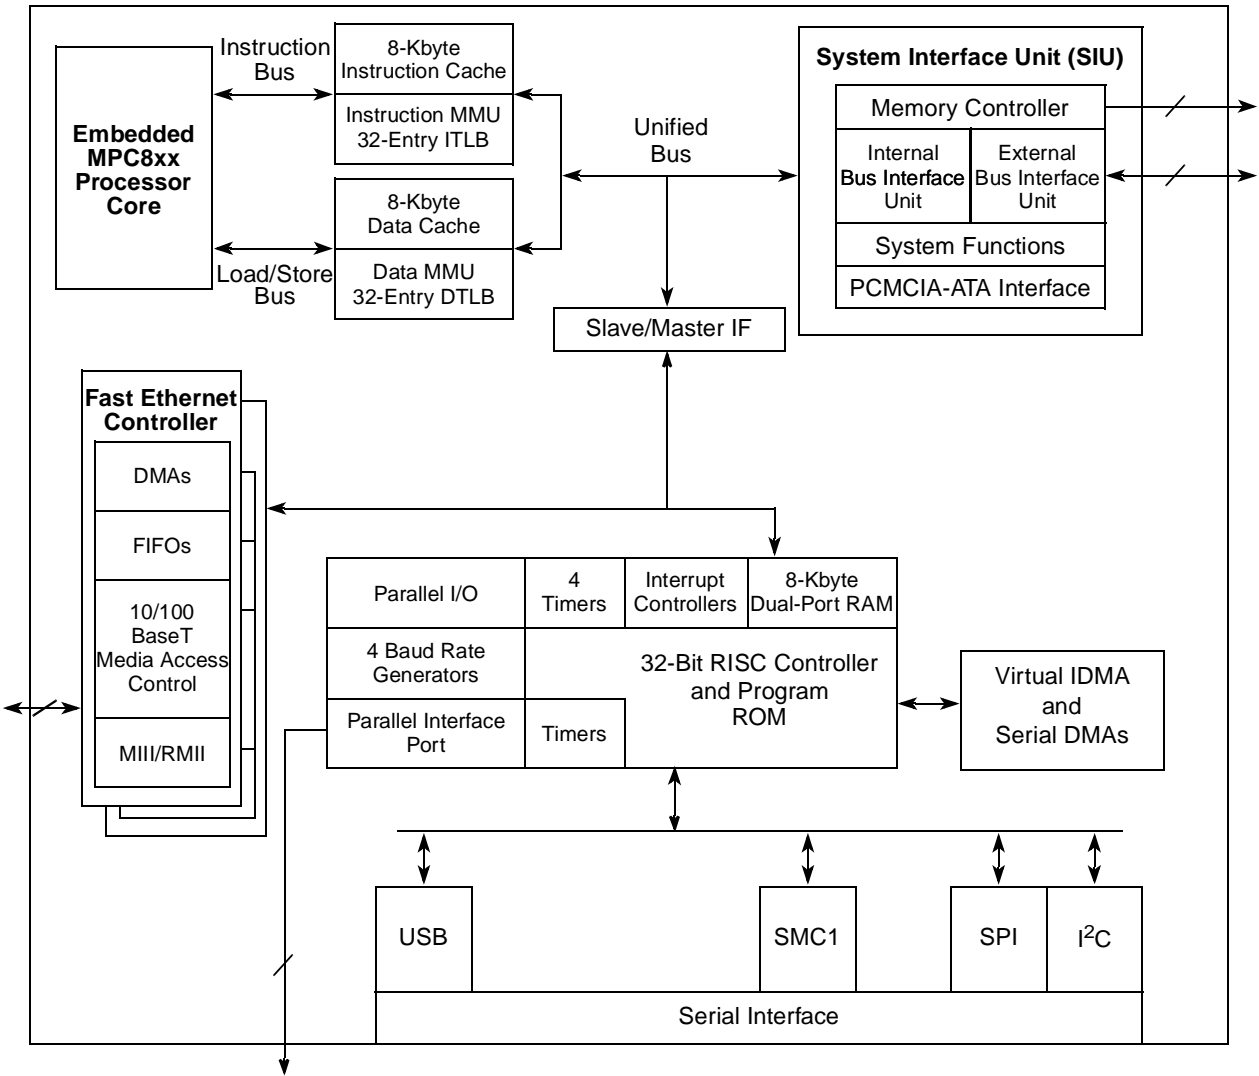 Embedded
MPC8xx
Processor
Core
Instruction
Bus
Load/Store
Bus
8-Kbyte
Instruction Cache
Instruction MMU
32-Entry ITLB
8-Kbyte
Data Cache
Data MMU
32-Entry DTLB
Unified
Bus
System Interface Unit (SIU)
Memory Controller
Internal
Bus Interface
Unit
External
Bus Interface
Unit
System Functions
PCMCIA-ATA Interface
Slave/Master IF
Fast Ethernet
Controller
DMAs
FIFOs
10/100
BaseT
Media Access
Control
MIII/RMII
Parallel I/O
4
Timers
Interrupt
Controllers
8-Kbyte
Dual-Port RAM
4 Baud Rate
Generators
32-Bit RISC Controller
and Program
ROM
Parallel Interface
Port
Timers
Virtual IDMA
and
Serial DMAs
USB
SMC1
SPI
I²C
Serial Interface